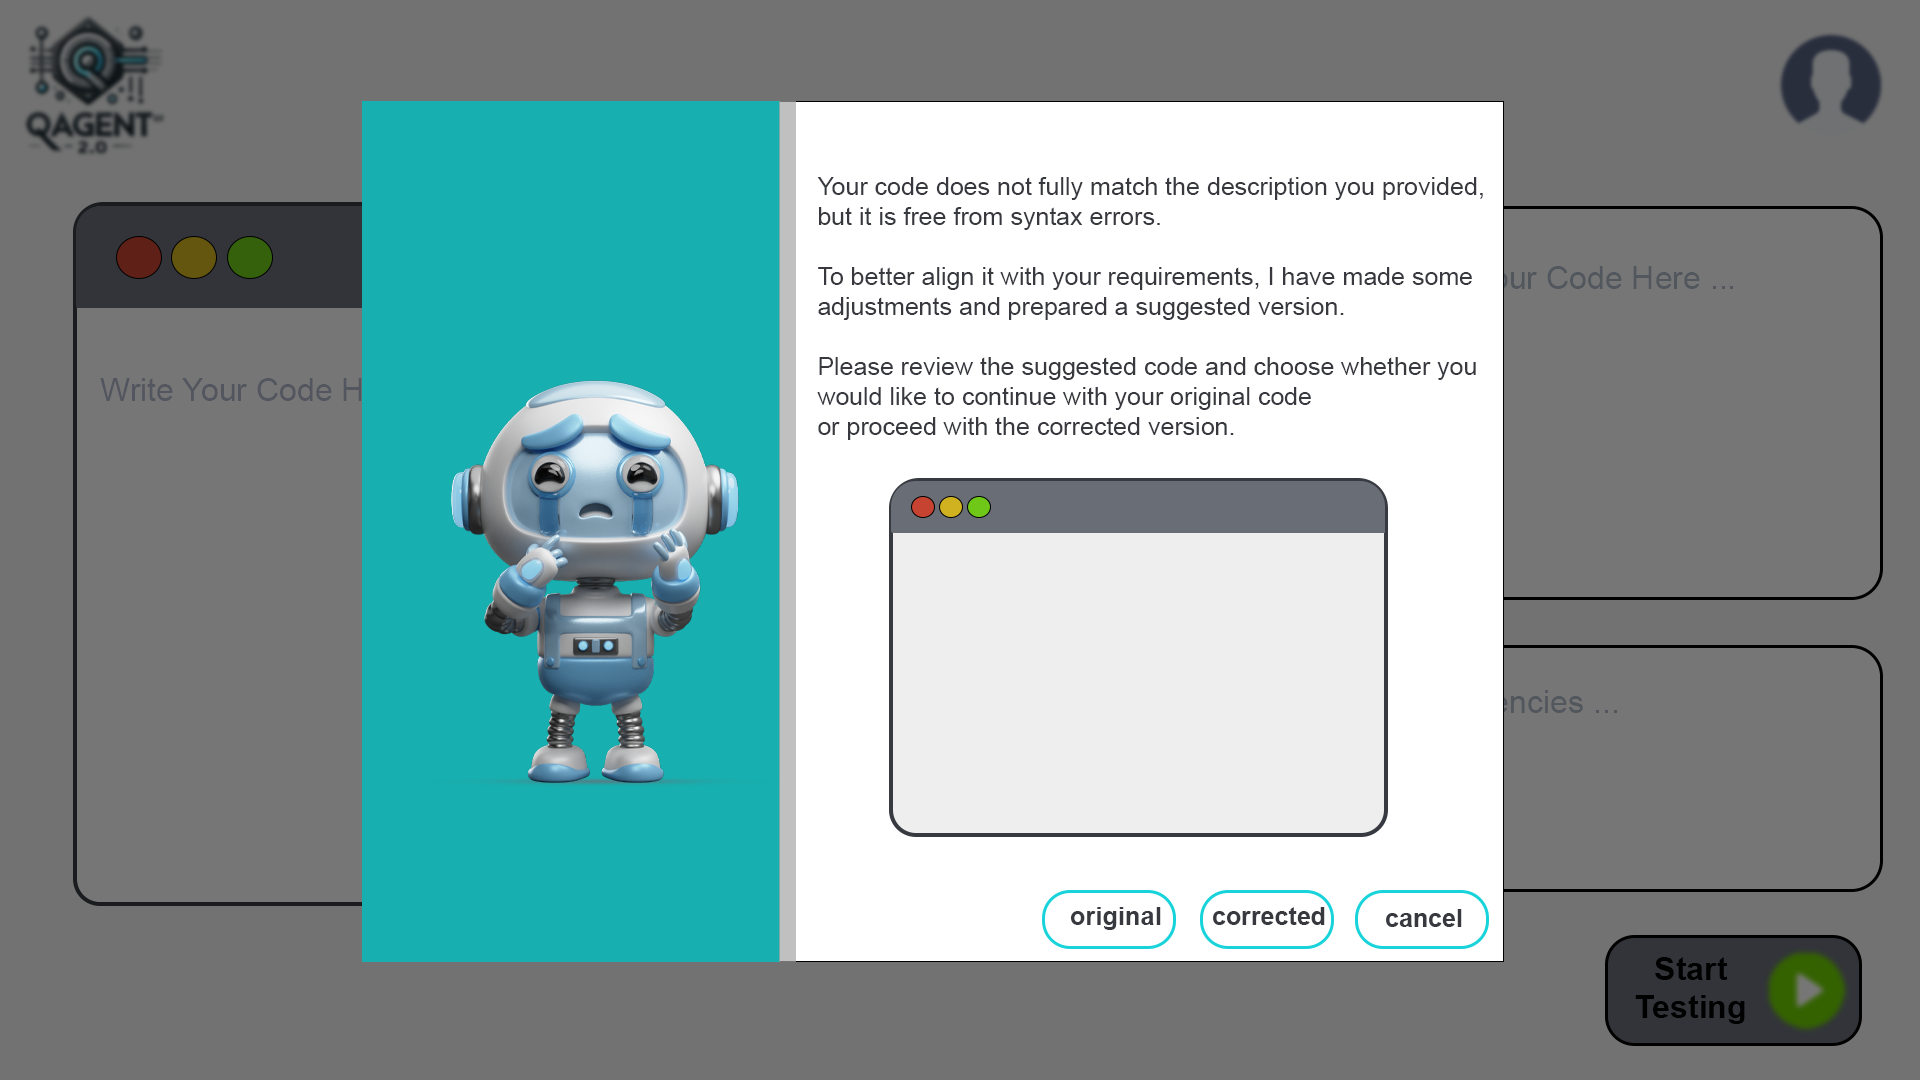 QAGENT
2.0
Your code does not fully match the description you provided,
but it is free from syntax errors.
To better align it with your requirements, I have made some
adjustments and prepared a suggested version.
Please review the suggested code and choose whether you
would like to continue with your original code
or proceed with the corrected version.
original
corrected
cancel
Write Your Code H
our Code Here ...
encies ...
Start
Testing